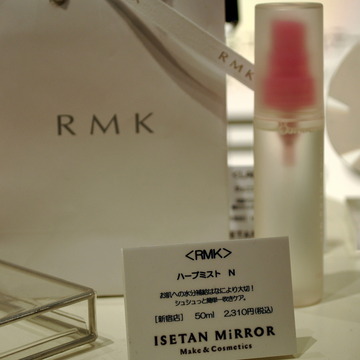 RMK
RMK
<RMK>
ハーブミスト N
お肌への水分補給はなにより大切！
シュシュっと簡単一吹きケア。
[新宿店] 50ml 2,310円(税込)
ISETAN MiRROR
Make & Cosmetics